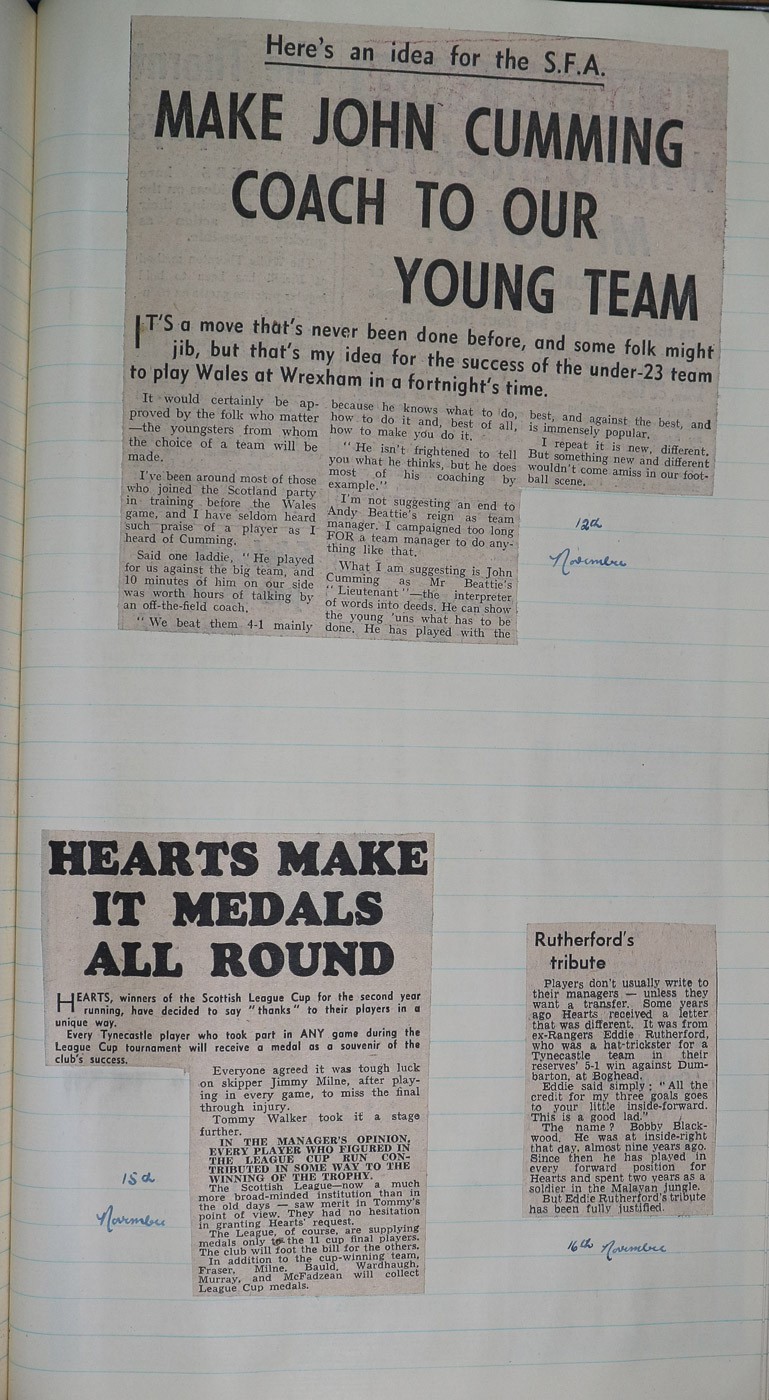 Here's an idea for the S.F.A.
MAKE JOHN CUMMING
COACH TO OUR
YOUNG TEAM
IT'S a move that's never been done before, and some folk might
jib, but that's my idea for the success of the under-23 team
to play Wales at Wrexham in a fortnight's time.
It would certainly be ap-
proved by the folk who matter
—the youngsters from whom
the choice of a team will be
made.
I've been around most of those
who joined the Scotland party
in training before the Wales
game, and I have seldom heard
such praise of a player as I
heard of Cumming.
Said one laddie, "He played
for us against the big team, and
10 minutes of him on our side
was worth hours of talking by
an off-the-field coach.
"We beat them 4-1 mainly
because he knows what to do,
how to do it and, best of all,
how to make you do it.
"He isn't frightened to tell
you what he thinks, but he does
most of his coaching by
example."
I'm not suggesting an end to
Andy Beattie's reign as team
manager. I campaigned too long
FOR a team manager to do any-
thing like that.
What I am suggesting is John
Cumming as Mr Beattie's
"Lieutenant"—the interpreter
of words into deeds. He can show
the young 'uns what has to be
done. He has played with the
best, and against the best, and
is immensely popular.
I repeat it is new, different.
But something new and different
wouldn't come amiss in our foot-
ball scene.
12th
November
HEARTS MAKE
IT MEDALS
ALL ROUND
HEARTS, winners of the Scottish League Cup for the second year
running, have decided to say "thanks" to their players in a
unique way.
Every Tynecastle player who took part in ANY game during the
League Cup tournament will receive a medal as a souvenir of the
club's success.
Everyone agreed it was tough luck
on skipper Jimmy Milne, after play-
ing in every game, to miss the final
through injury.
Tommy Walker took it a stage
further.
IN THE MANAGER'S OPINION,
EVERY PLAYER WHO FIGURED IN
THE LEAGUE CUP RUN CON-
TRIBUTED IN SOME WAY TO THE
WINNING OF THE TROPHY.
The Scottish League—now a much
more broad-minded institution than in
the old days — saw merit in Tommy's
point of view. They had no hesitation
in granting Hearts' request.
The League, of course, are supplying
medals only to the 11 cup final players.
The club will foot the bill for the others.
In addition to the cup-winning team,
Fraser, Milne, Bauld, Wardhaugh,
Murray, and McFadzean will collect
League Cup medals.
15th
November
Rutherford's
tribute
Players don't usually write to
their managers — unless they
want a transfer. Some years
ago Hearts received a letter
that was different. It was from
ex-Rangers Eddie Rutherford,
who was a hat-trickster for a
Tynecastle team in their
reserves' 5-1 win against Dum-
barton, at Boghead.
Eddie said simply: "All the
credit for my three goals goes
to your little inside-forward.
This is a good lad."
The name? Bobby Black-
wood. He was at inside-right
that day, almost nine years ago.
Since then he has played in
every forward position for
Hearts and spent two years as a
soldier in the Malayan jungle.
But Eddie Rutherford's tribute
has been fully justified.
16th November